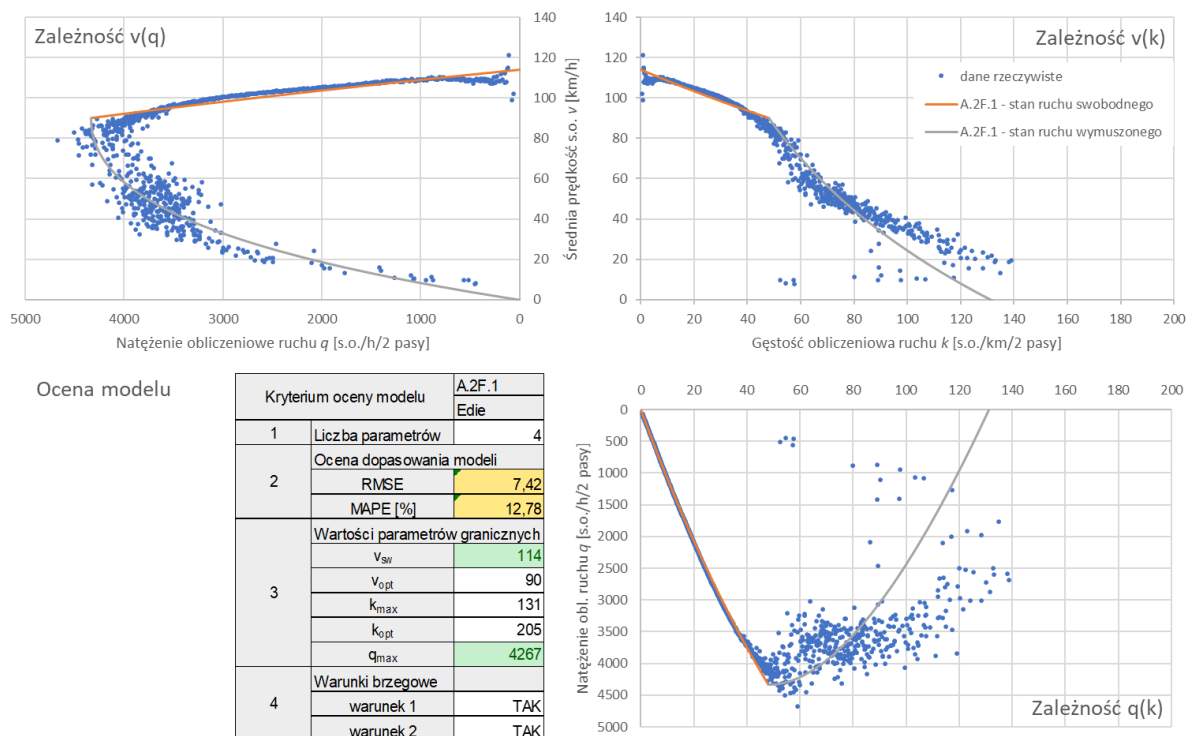 Zależność v(q)
140
120
100
80
60
40
20
0
Średnia prędkość s.o. v [km/h]
5000 4000 3000 2000 1000 0
Natężenie obliczeniowe ruchu q [s.o./h/2 pasy]
140
120
100
80
60
40
20
0
Zależność v(k)
dane rzeczywiste
A.2F.1 - stan ruchu swobodnego
A.2F.1 - stan ruchu wymuszonego
0 20 40 60 80 100 120 140 160 180 200
Gęstość obliczeniowa ruchu k [s.o./km/2 pasy]
Ocena modelu
Kryterium oceny modelu A.2F.1
Edie
1 Liczba parametrów 4
2 Ocena dopasowania modeli
RMSE 7,42
MAPE [%] 12,78
3 Wartości parametrów granicznych
vsw 114
vopt 90
kmax 131
kopt 205
qmax 4267
4 Warunki brzegowe
warunek 1 TAK
warunek 2 TAK
0 20 40 60 80 100 120 140 160 180 200
0
500
1000
1500
2000
2500
3000
3500
4000
4500
5000
Natężenie obl. ruchu q [s.o./h/2 pasy]
Zależność q(k)